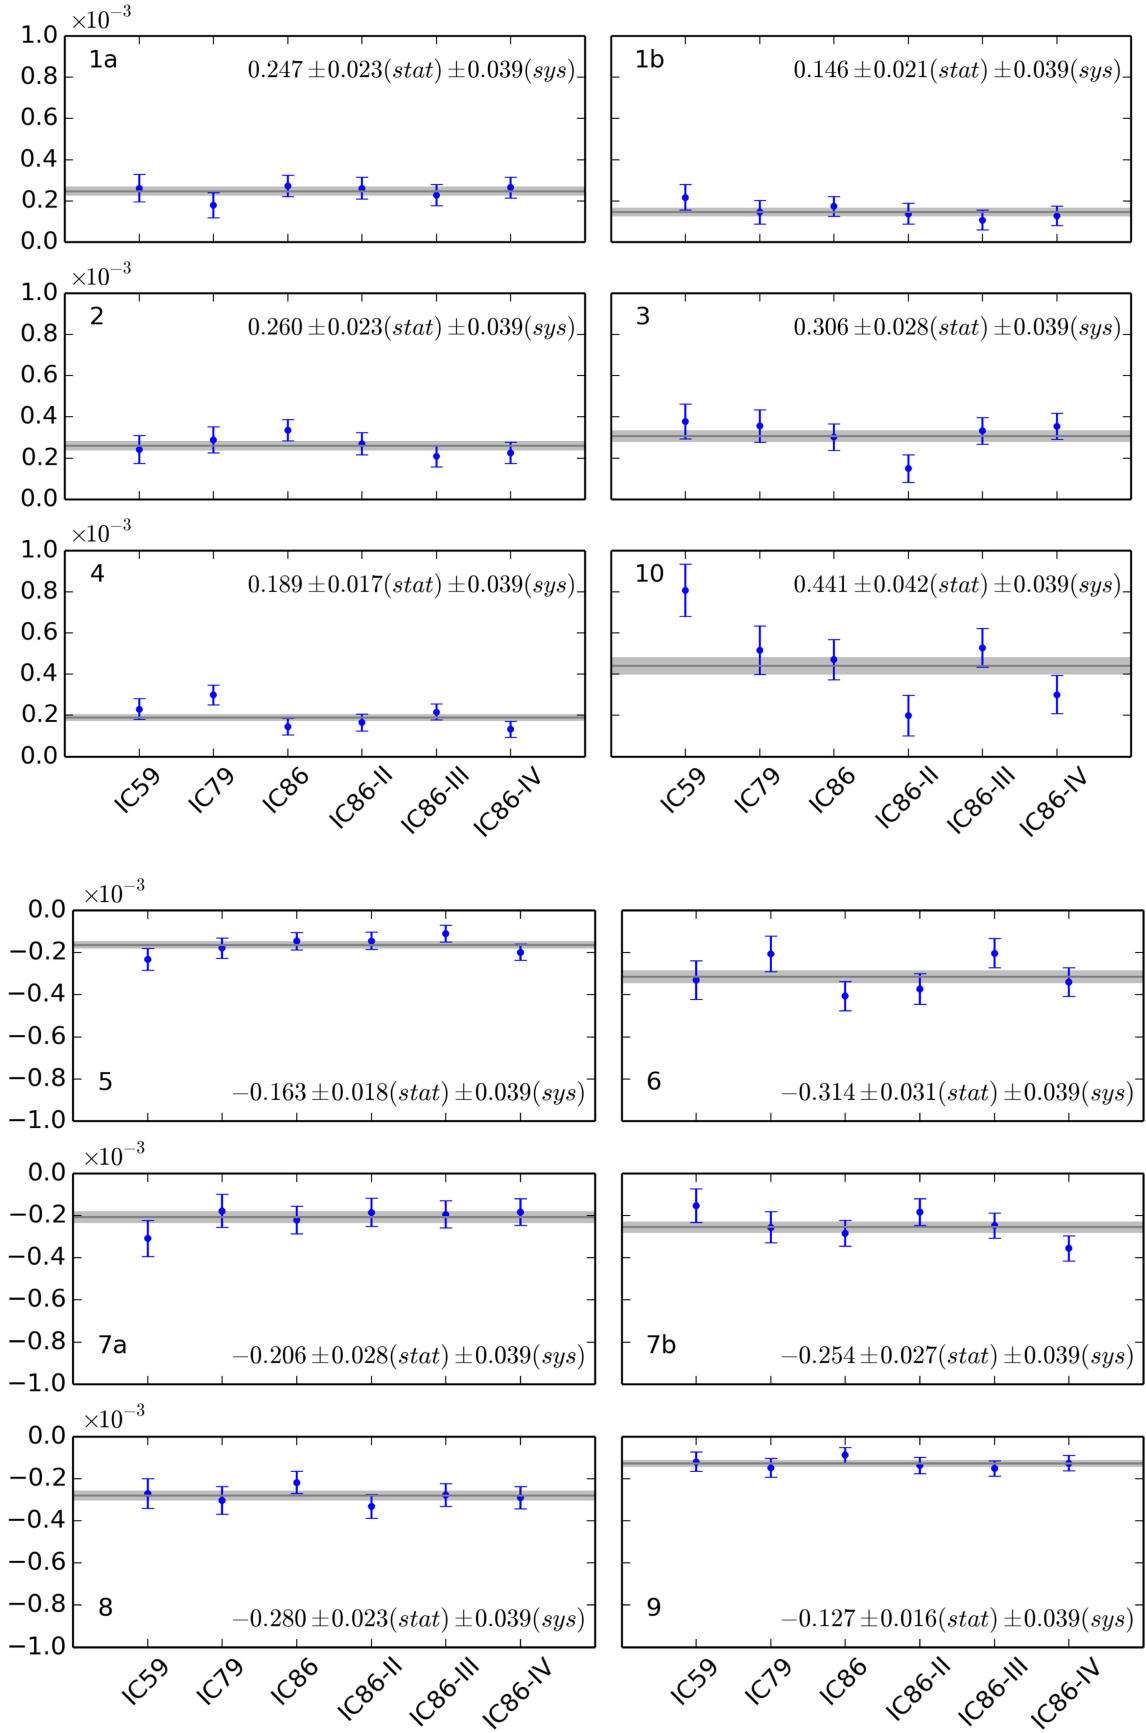 ×10⁻³
1.0
0.8
0.6
0.4
0.2
0.0
1a
0.247 ±0.023(stat) ±0.039(sys)
1b
0.146 ±0.021(stat) ±0.039(sys)
×10⁻³
1.0
0.8
0.6
0.4
0.2
0.0
2
0.260 ±0.023(stat) ±0.039(sys)
3
0.306 ±0.028(stat) ±0.039(sys)
×10⁻³
1.0
0.8
0.6
0.4
0.2
0.0
4
0.189 ±0.017(stat) ±0.039(sys)
10
0.441 ±0.042(stat) ±0.039(sys)
IC59
IC79
IC86
IC86-II
IC86-III
IC86-IV
IC59
IC79
IC86
IC86-II
IC86-III
IC86-IV
×10⁻³
0.0
−0.2
−0.4
−0.6
−0.8
−1.0
5
−0.163 ±0.018(stat) ±0.039(sys)
6
−0.314 ±0.031(stat) ±0.039(sys)
×10⁻³
0.0
−0.2
−0.4
−0.6
−0.8
−1.0
7a
−0.206 ±0.028(stat) ±0.039(sys)
7b
−0.254 ±0.027(stat) ±0.039(sys)
×10⁻³
0.0
−0.2
−0.4
−0.6
−0.8
−1.0
8
−0.280 ±0.023(stat) ±0.039(sys)
9
−0.127 ±0.016(stat) ±0.039(sys)
IC59
IC79
IC86
IC86-II
IC86-III
IC86-IV
IC59
IC79
IC86
IC86-II
IC86-III
IC86-IV